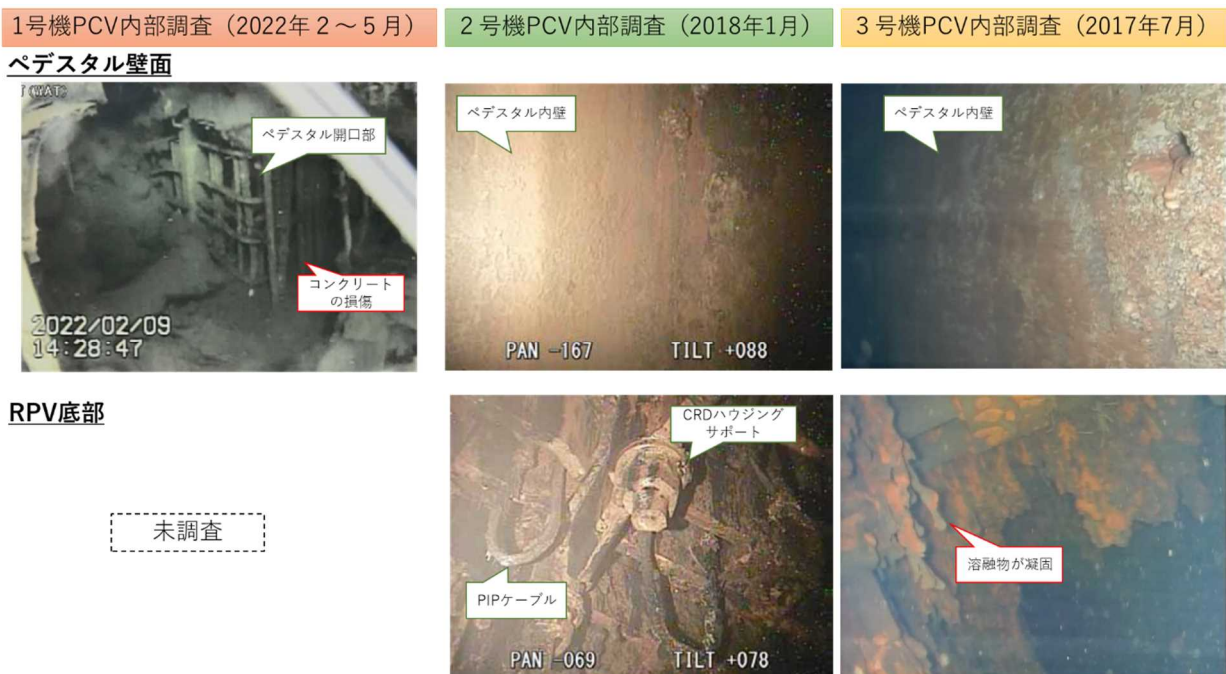 1号機PCV内部調査（2022年２～５月）
２号機PCV内部調査（2018年1月）
３号機PCV内部調査（2017年7月）
ペデスタル壁面
ペデスタル開口部
コンクリート
の損傷
2022/02/09
14:28:47
ペデスタル内壁
PAN -167 TILT +088
ペデスタル内壁
RPV底部
未調査
CRDハウジング
サポート
PIPケーブル
PAN -069 TILT +078
溶融物が凝固